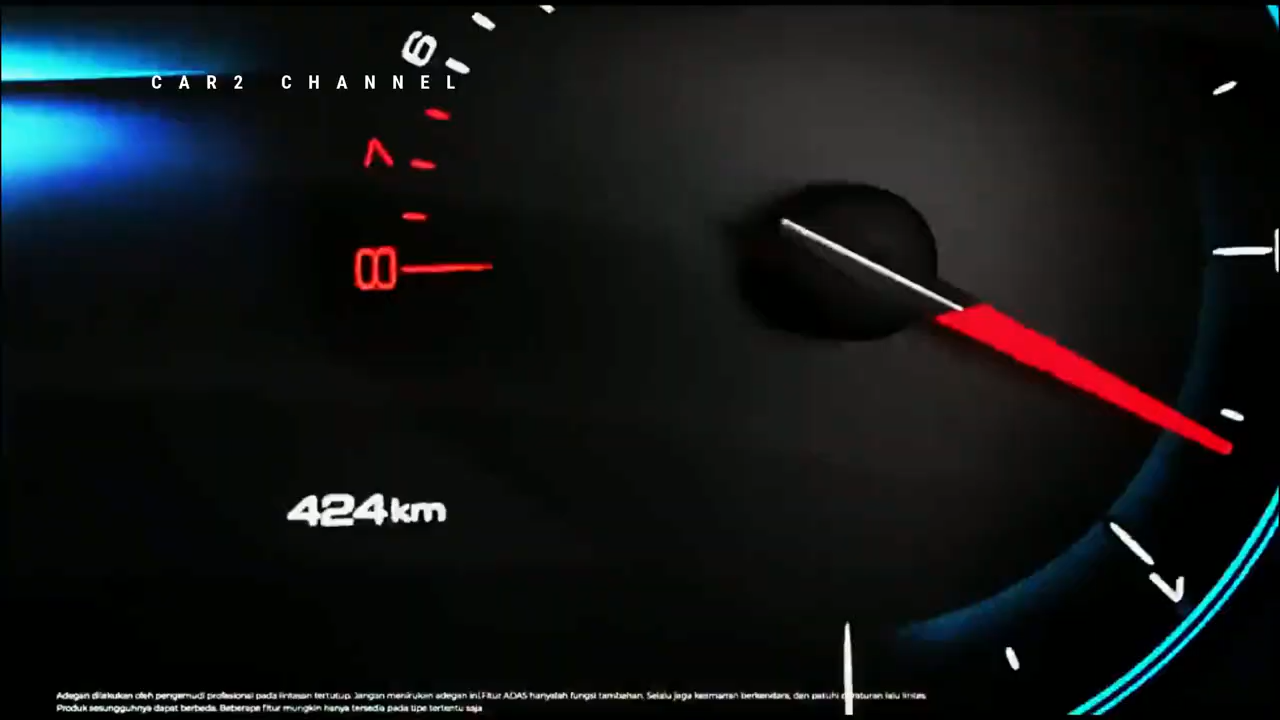 6
CAR2 CHANNEL
7
8
424km
1
Adegan dilakukan oleh pengemudi profesional pada lintasan tertutup. Jangan menirukan adegan ini. Fitur ADAS hanyalah fungsi tambahan. Selalu jaga keamanan berkendara, dan patuhi peraturan lalu lintas
Produk sesungguhnya dapat berbeda. Beberapa fitur mungkin hanya tersedia pada tipe tertentu saja